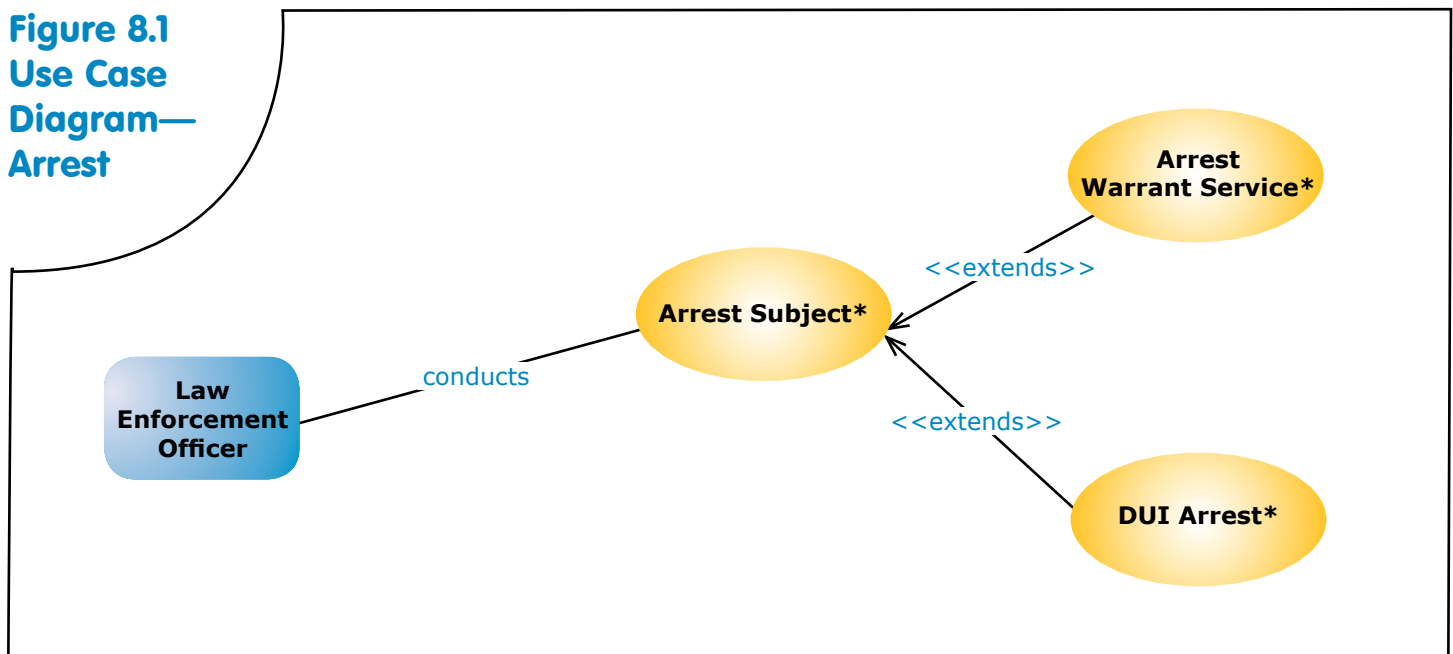 Figure 8.1
Use Case
Diagram—
Arrest
Arrest
Warrant Service*
<<extends>>
Arrest Subject*
conducts
Law
Enforcement
Officer
<<extends>>
DUI Arrest*